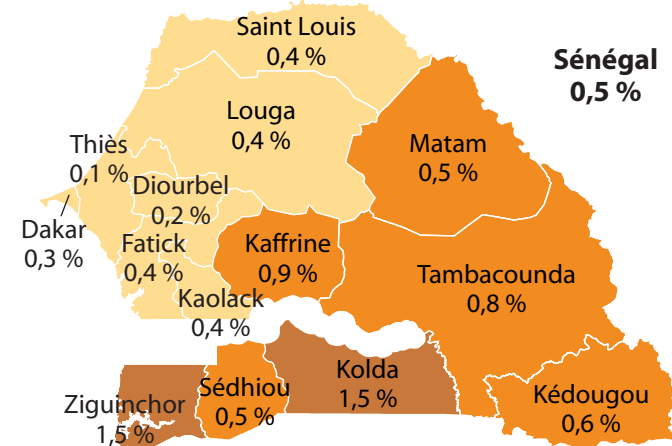 Saint Louis
0,4 %
Sénégal
0,5 %
Louga
0,4 %
Matam
0,5 %
Thiès
0,1 %
Diourbel
0,2 %
Dakar
0,3 %
Fatick
0,4 %
Kaffrine
0,9 %
Tambacounda
0,8 %
Kaolack
0,4 %
Kolda
1,5 %
Sédhiou
0,5 %
Ziguinchor
1,5 %
Kédougou
0,6 %